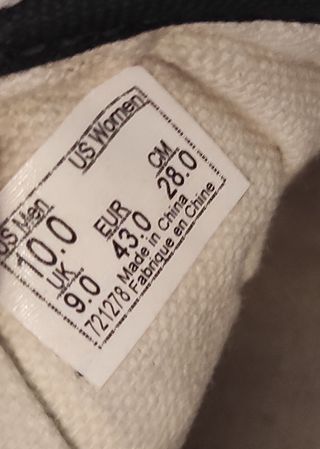 US Men US Women
10.0
UK EUR CM
9.0 43.0 28.0
721278 Made in China
Fabriqué en Chine